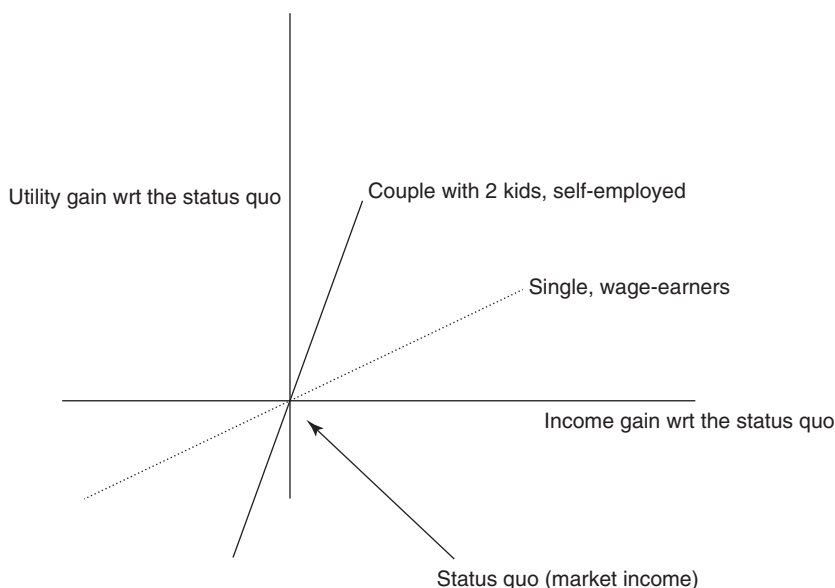 Couple with 2 kids, self-employed
Utility gain wrt the status quo
Single, wage-earners
Income gain wrt the status quo
Status quo (market income)